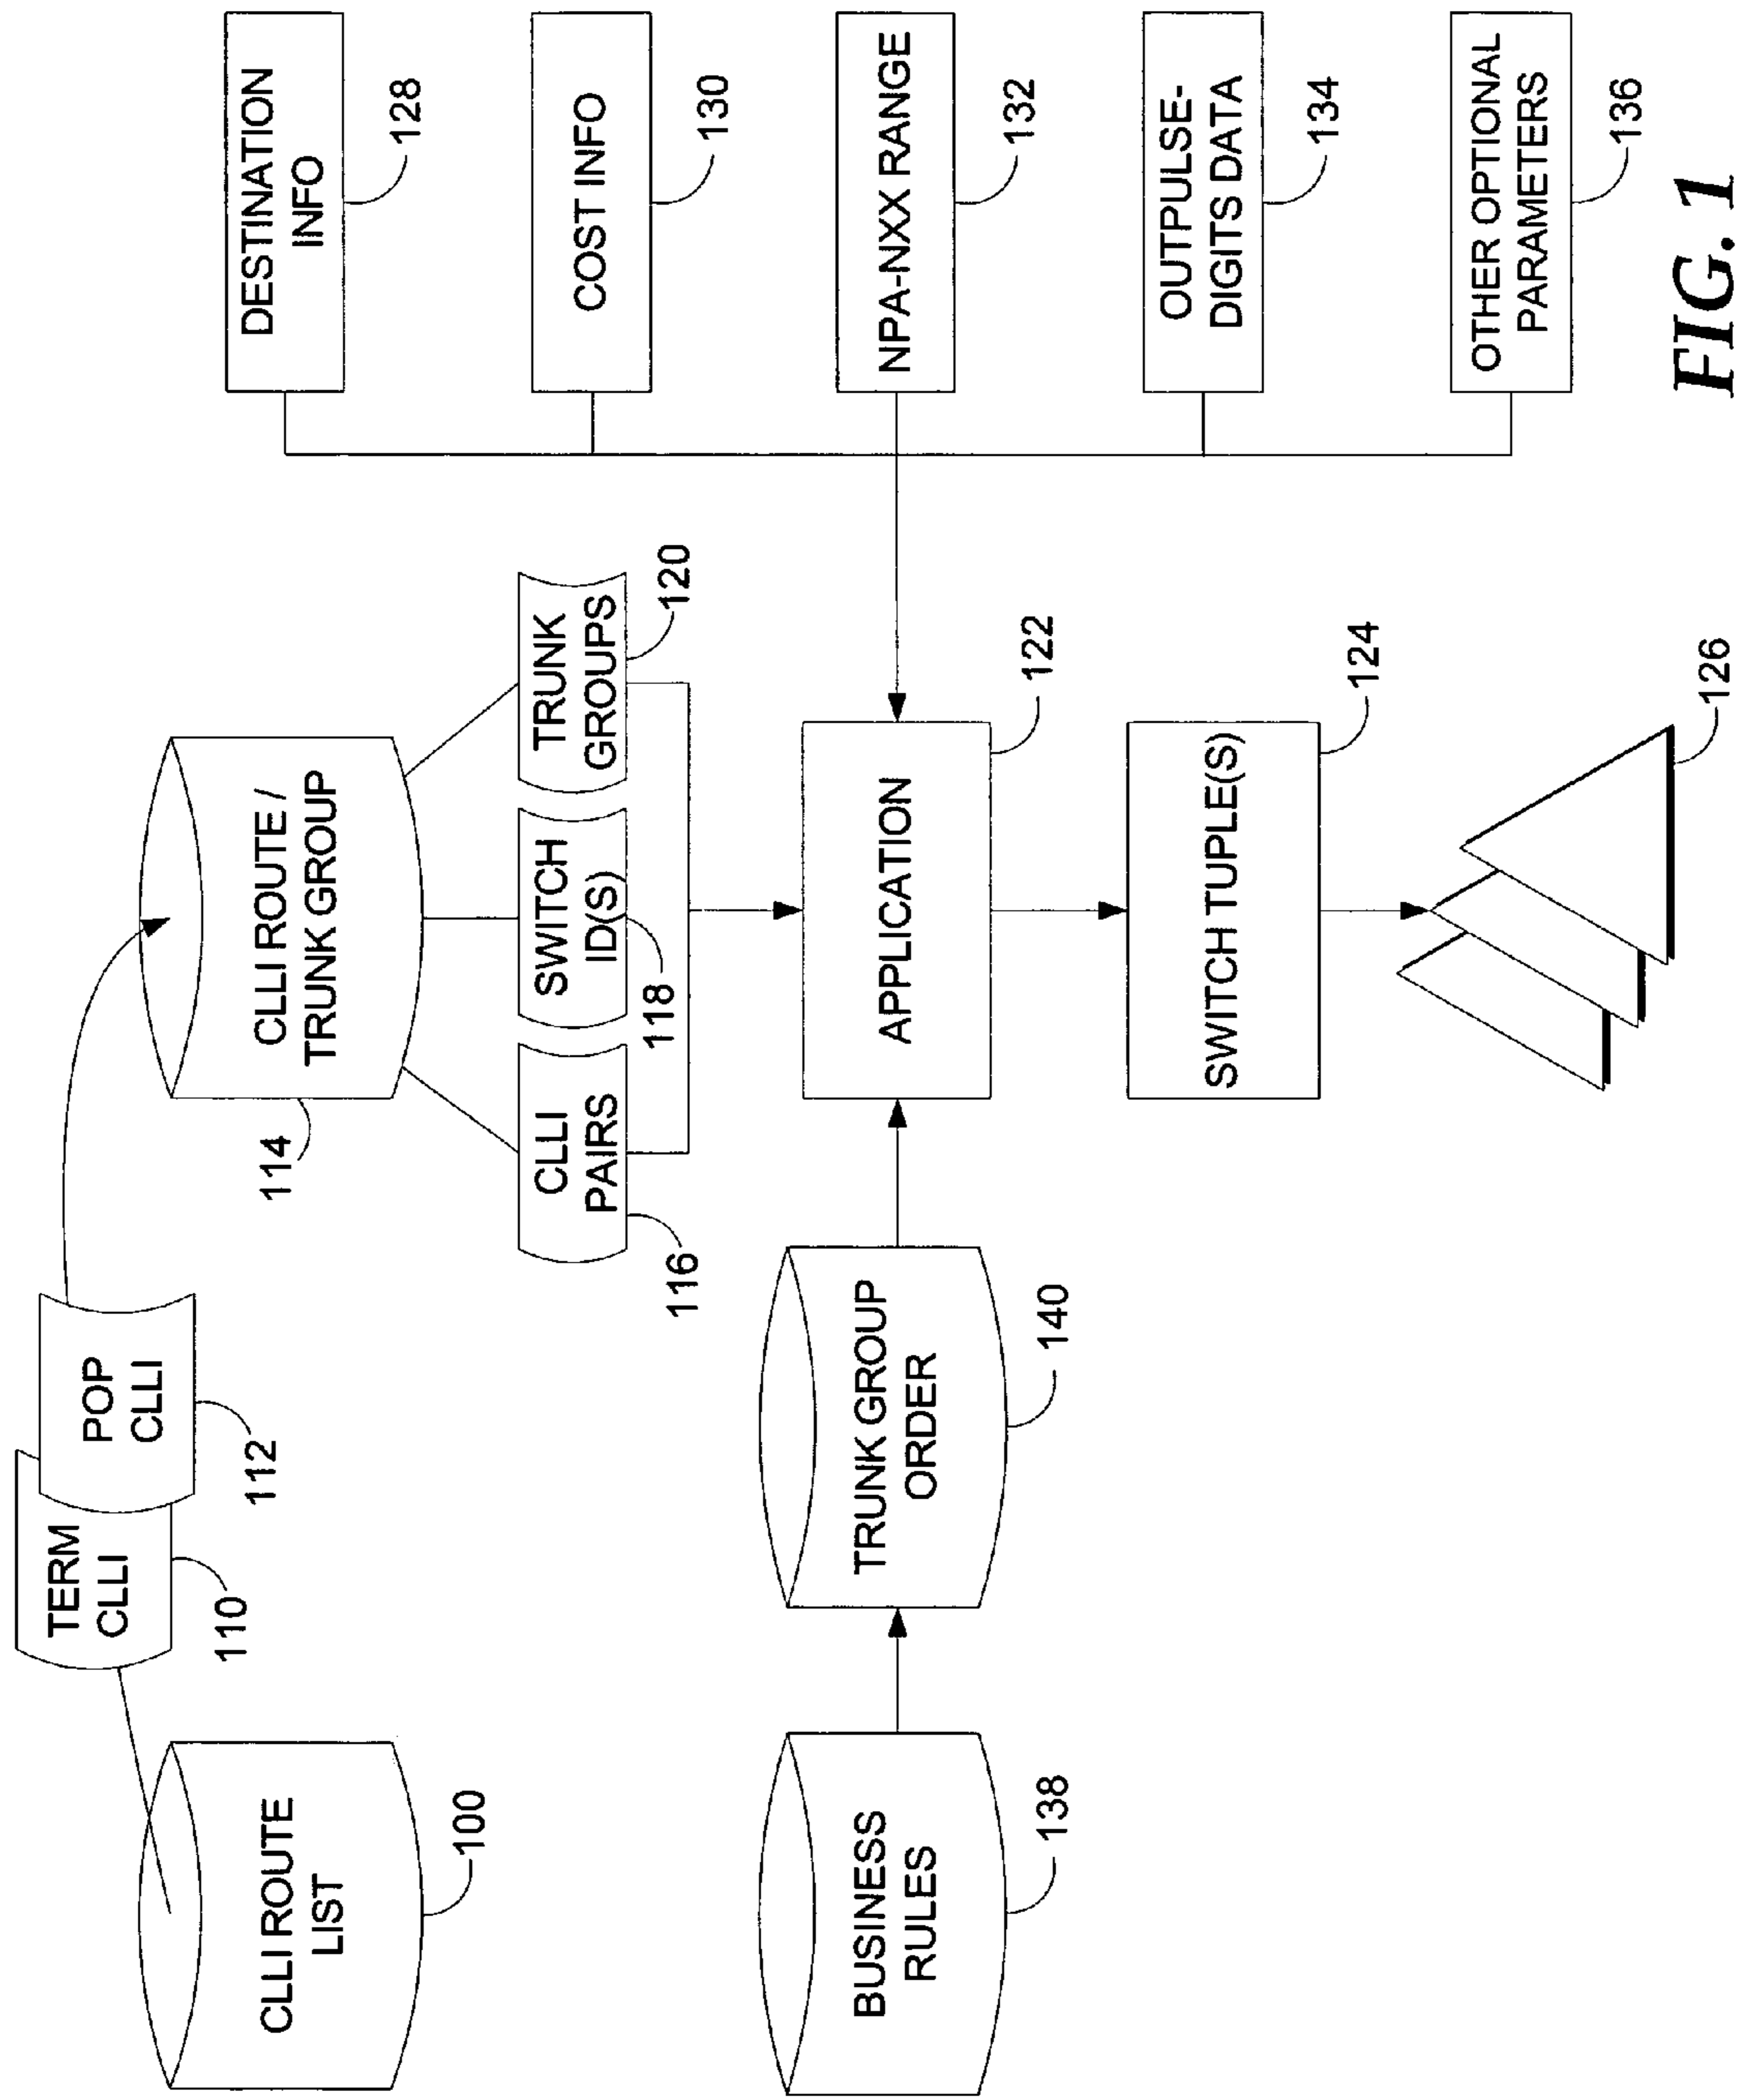 CLLI ROUTE
LIST
100
TERM
CLLI
110
POP
CLLI
112
CLLI ROUTE /
TRUNK GROUP
114
CLLI
PAIRS
116
SWITCH
ID(S)
118
TRUNK
GROUPS
120
BUSINESS
RULES
138
TRUNK GROUP
ORDER
140
APPLICATION
122
SWITCH TUPLE(S)
124
126
DESTINATION
INFO
128
COST INFO
130
NPA-NXX RANGE
132
OUTPULSE-
DIGITS DATA
134
OTHER OPTIONAL
PARAMETERS
136
FIG. 1